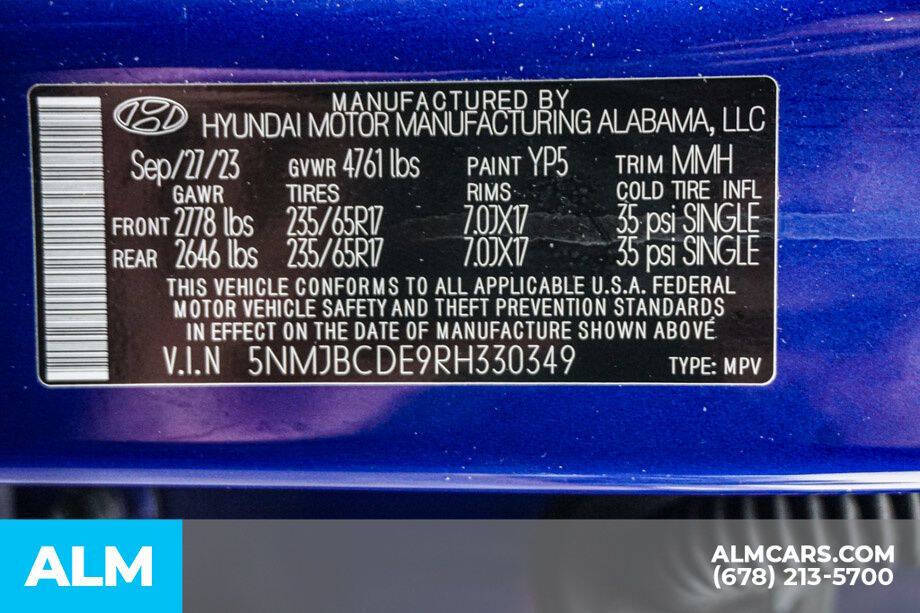 MANUFACTURED BY
HYUNDAI MOTOR MANUFACTURING ALABAMA, LLC
Sep/27/23 GVWR 4761 lbs PAINT YP5 TRIM MMH
GAWR TIRES RIMS COLD TIRE INFL
FRONT 2778 lbs 235/65R17 7.0JX17 35 psi SINGLE
REAR 2646 lbs 235/65R17 7.0JX17 35 psi SINGLE
THIS VEHICLE CONFORMS TO ALL APPLICABLE U.S.A. FEDERAL
MOTOR VEHICLE SAFETY AND THEFT PREVENTION STANDARDS
IN EFFECT ON THE DATE OF MANUFACTURE SHOWN ABOVE
V.I.N 5NMJBCDE9RH330349 TYPE: MPV
ALM
ALMCARS.COM
(678) 213-5700